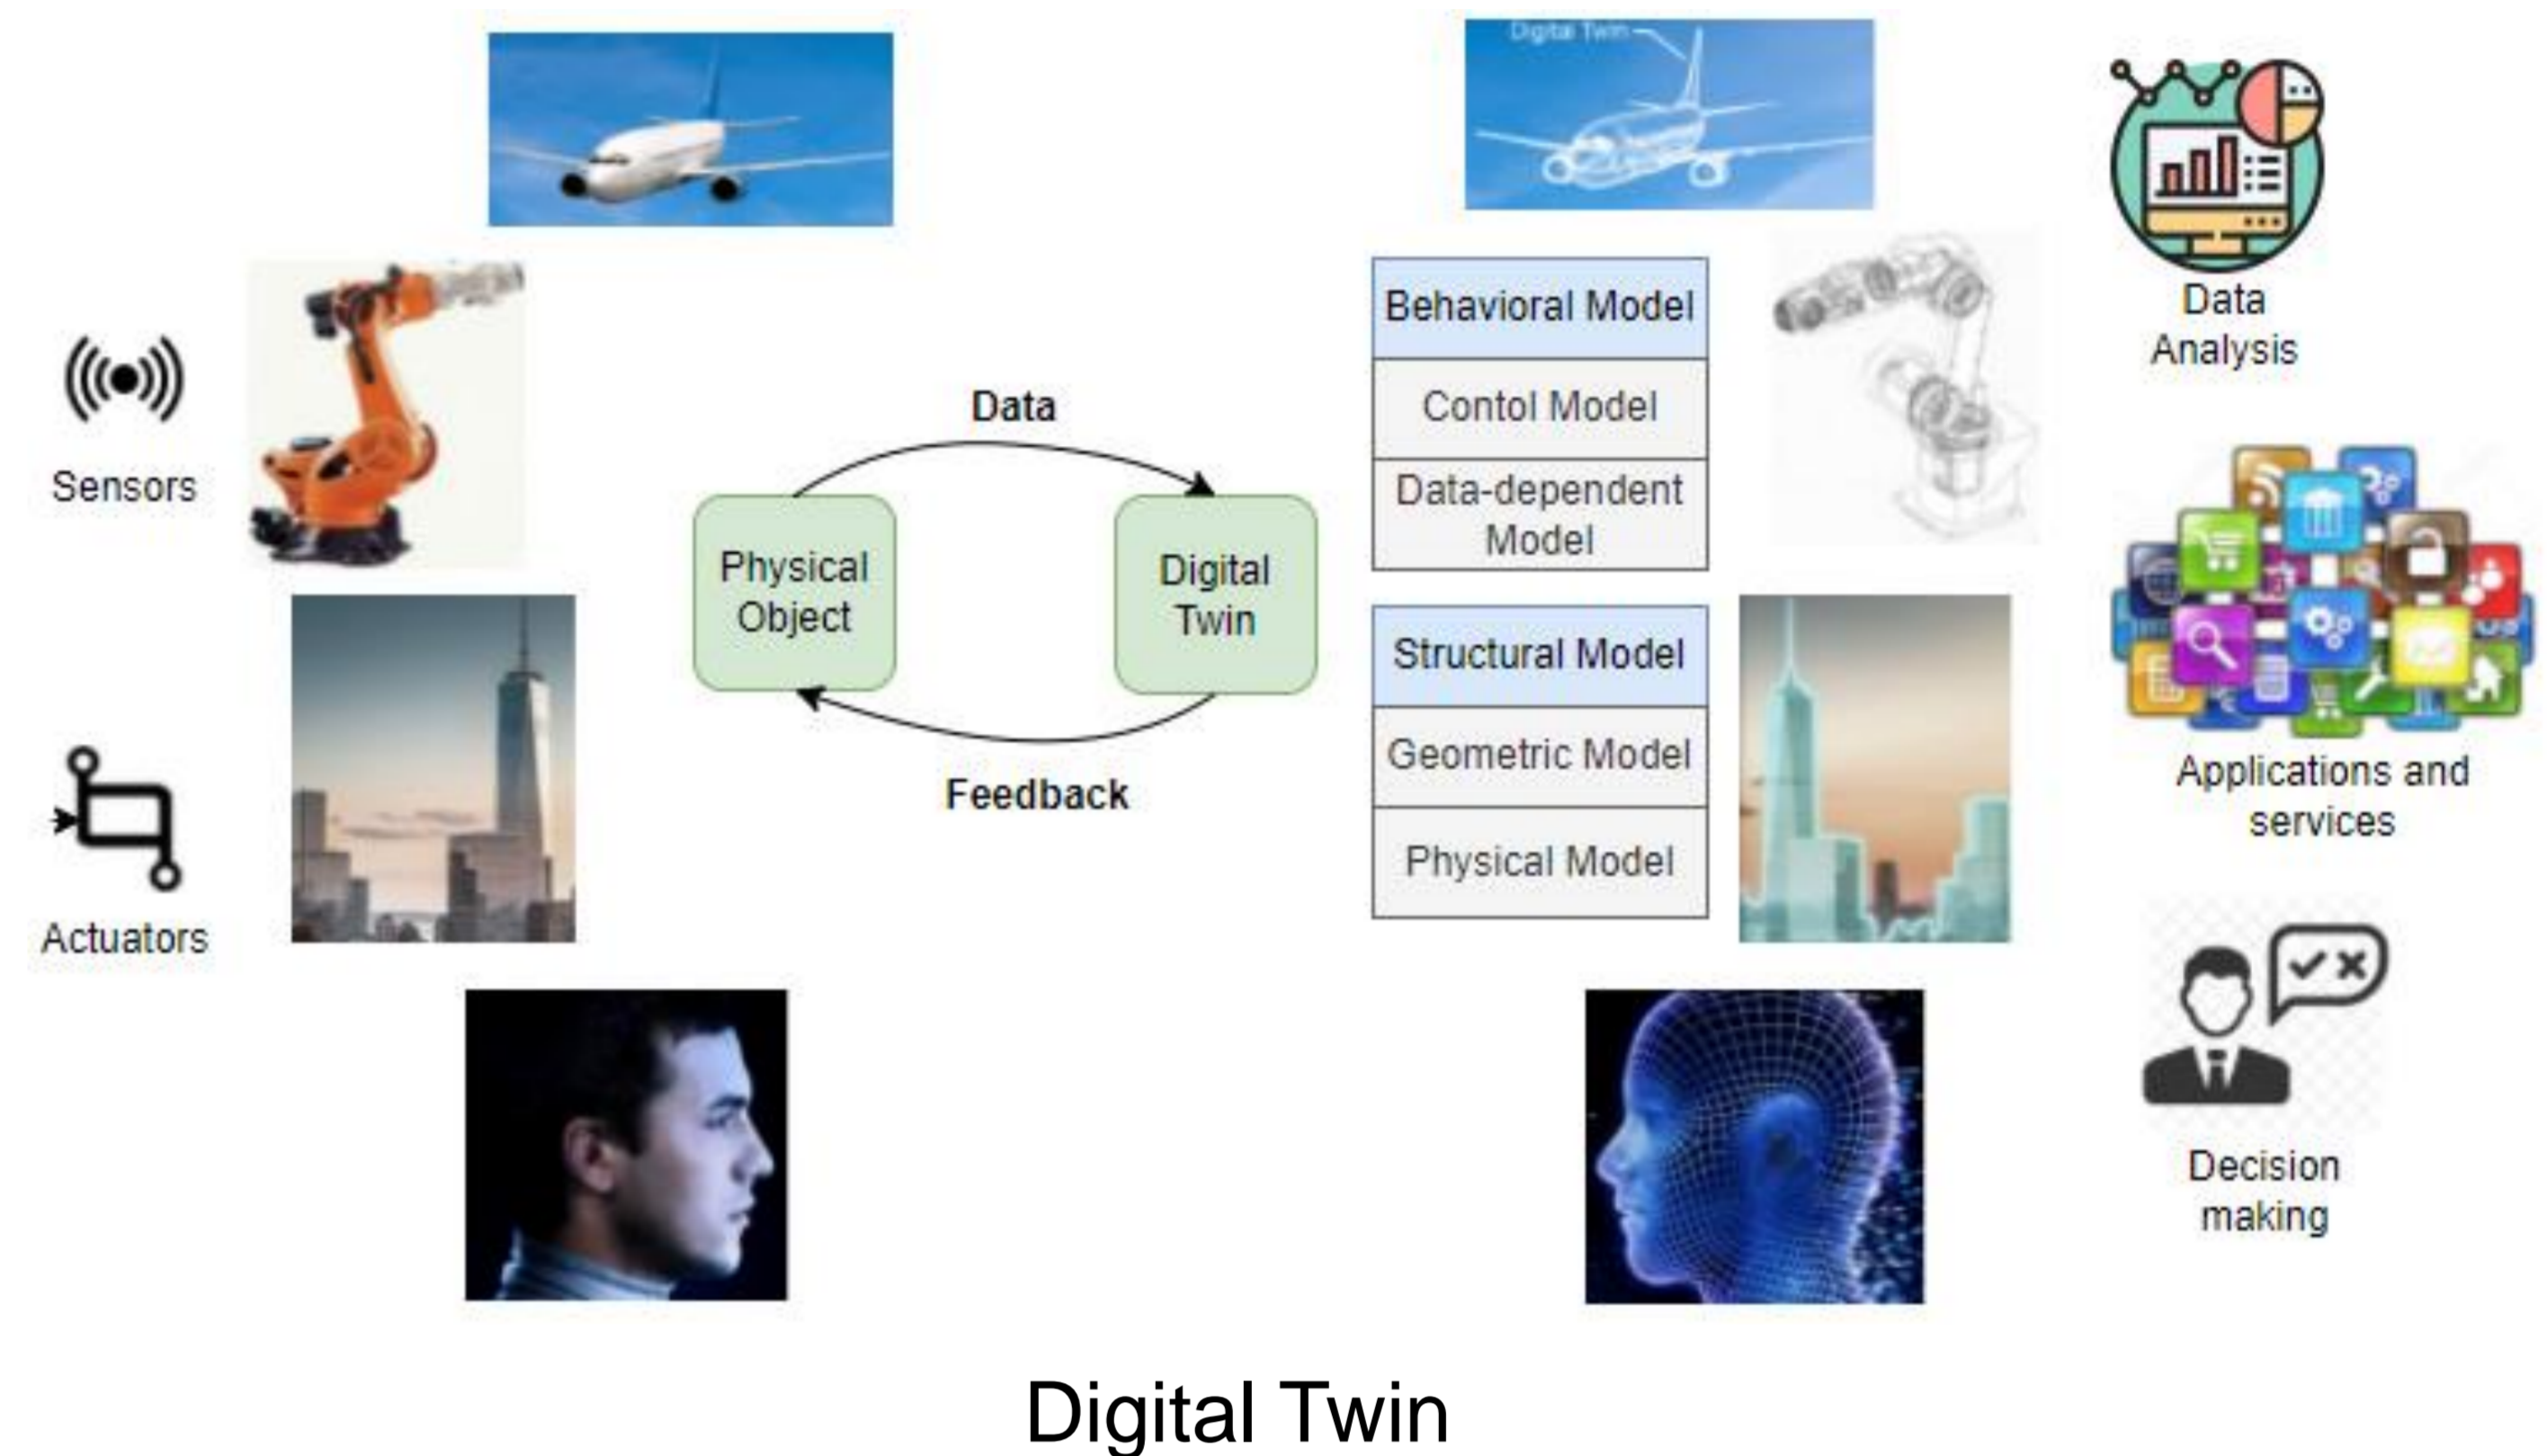 Digital Twin
Data
Analysis
Behavioral Model
Contol Model
Data-dependent
Model
Sensors
Data
Physical
Object
Digital
Twin
Structural Model
Geometric Model
Physical Model
Feedback
Applications and
services
Actuators
Decision
making
Digital Twin